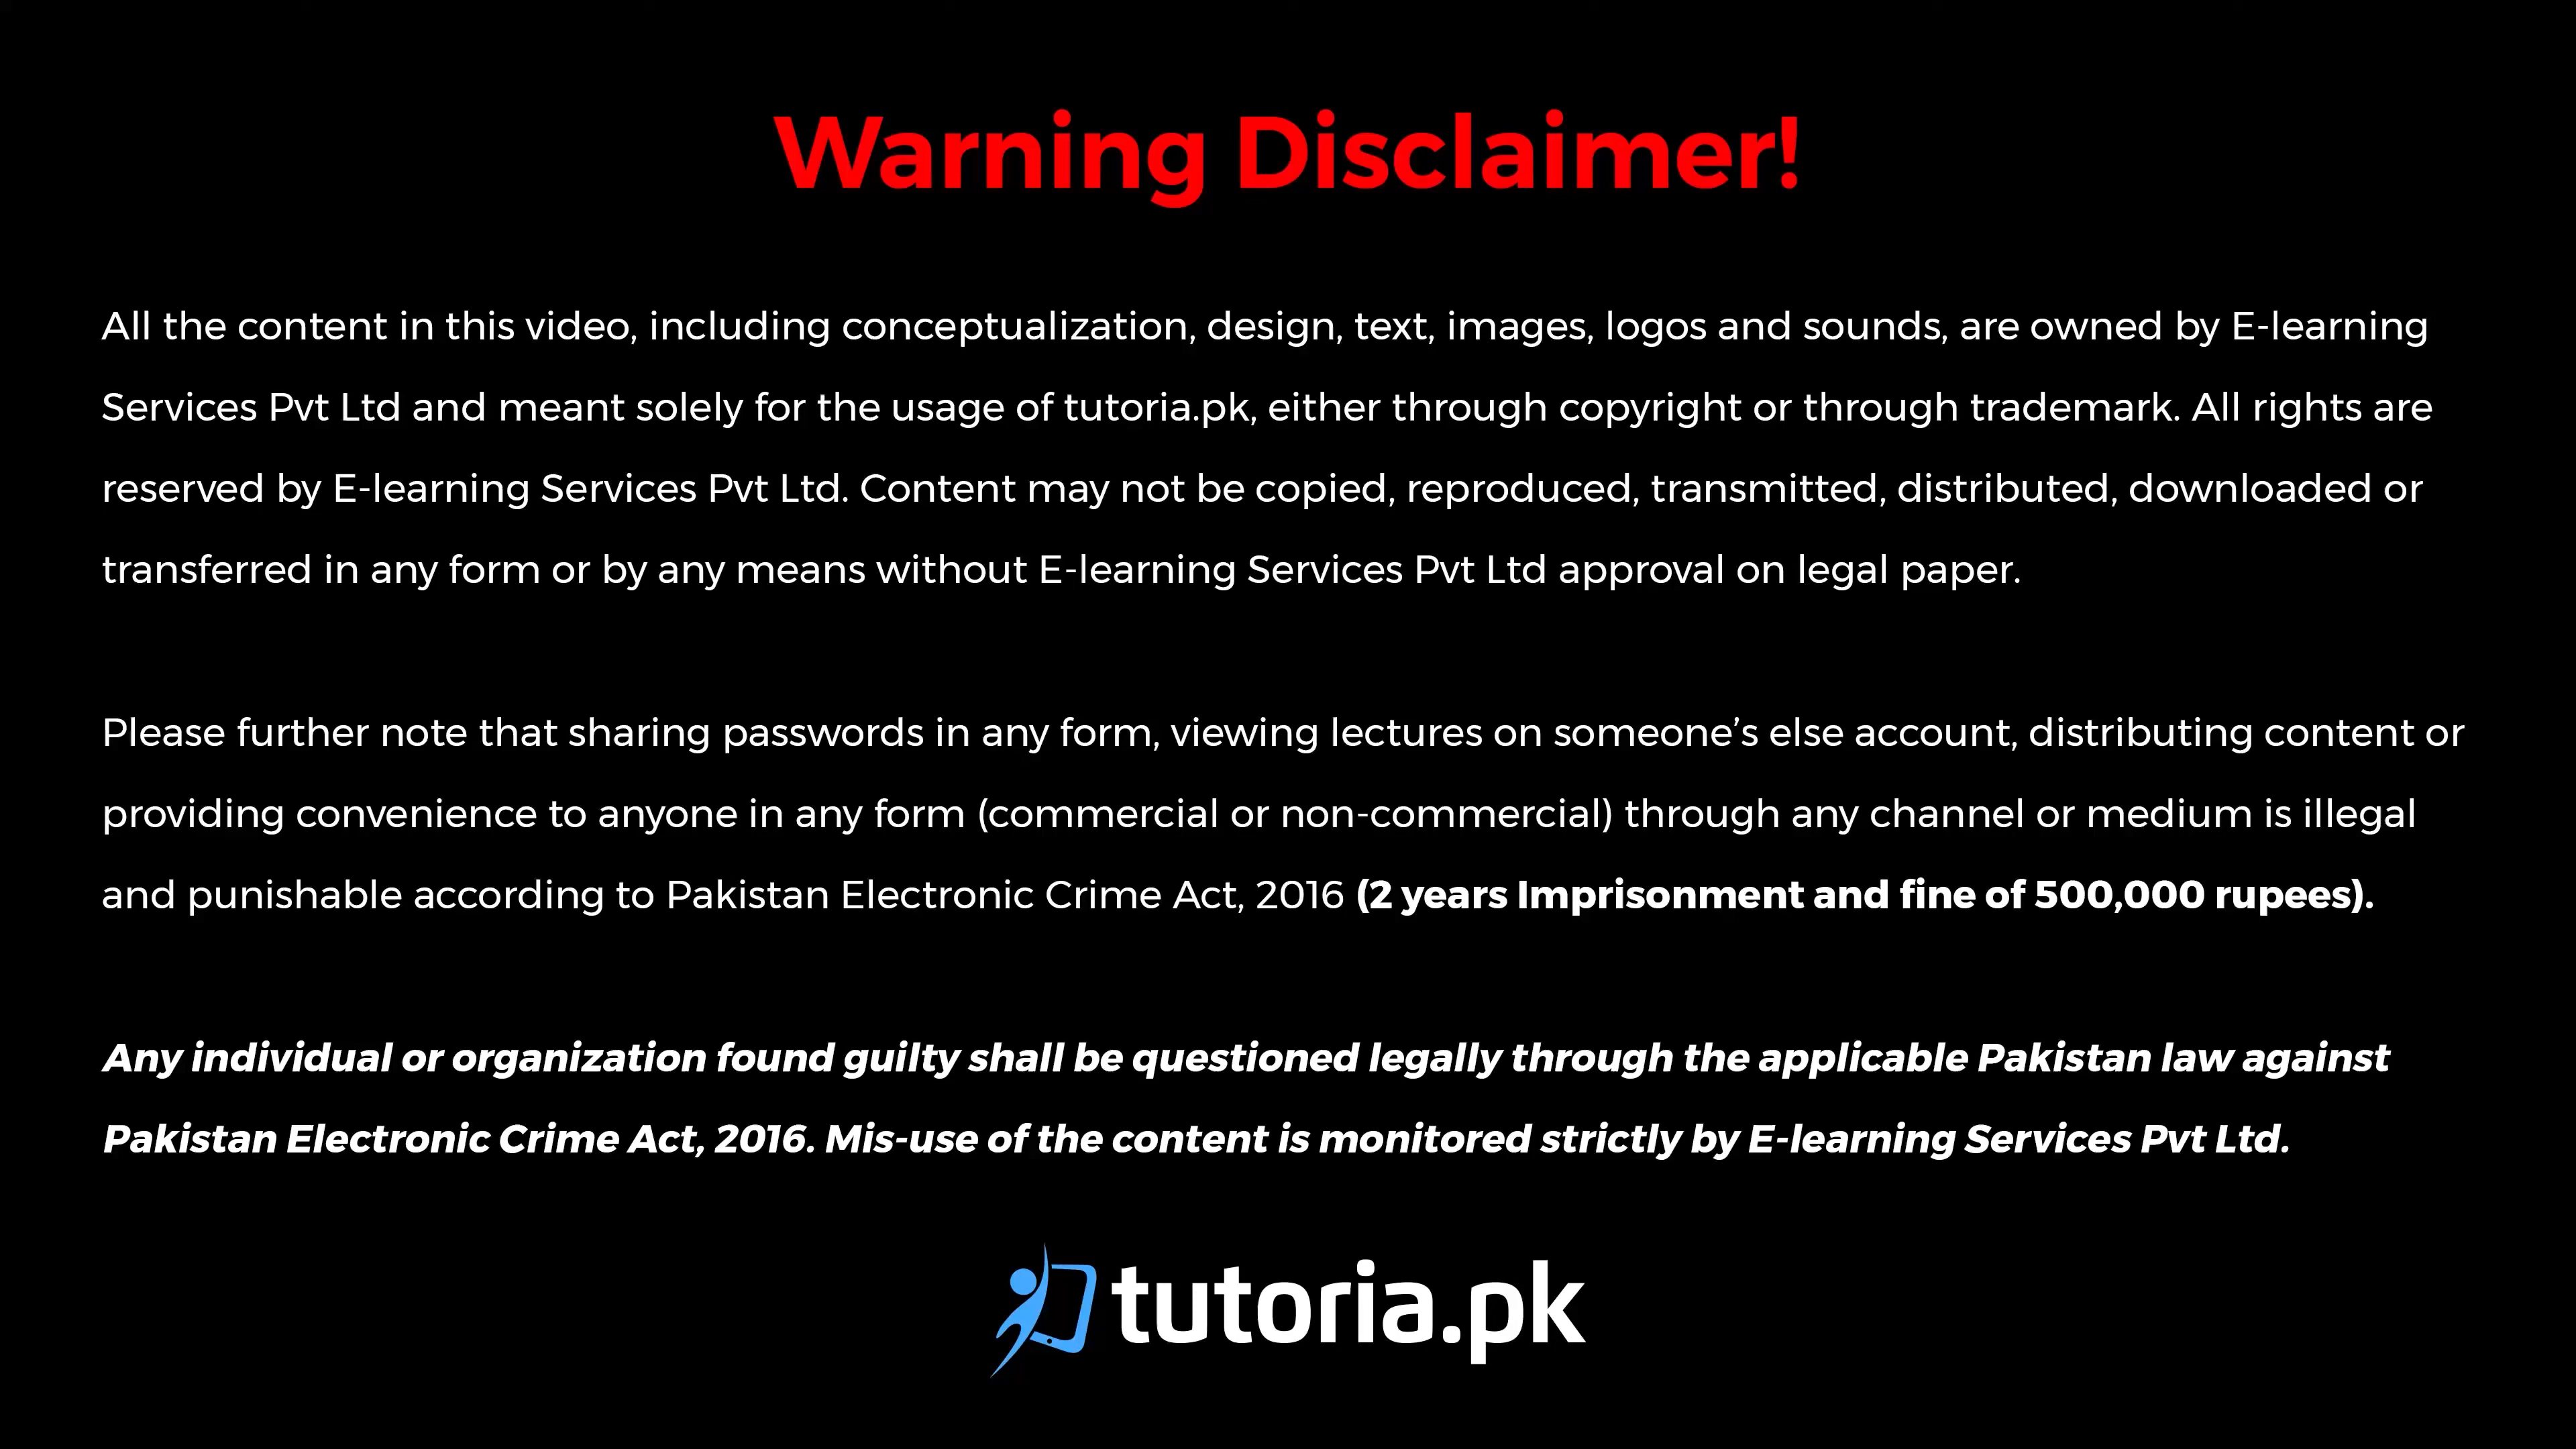 Warning Disclaimer!
All the content in this video, including conceptualization, design, text, images, logos and sounds, are owned by E-learning
Services Pvt Ltd and meant solely for the usage of tutoria.pk, either through copyright or through trademark. All rights are
reserved by E-learning Services Pvt Ltd. Content may not be copied, reproduced, transmitted, distributed, downloaded or
transferred in any form or by any means without E-learning Services Pvt Ltd approval on legal paper.
Please further note that sharing passwords in any form, viewing lectures on someone’s else account, distributing content or
providing convenience to anyone in any form (commercial or non-commercial) through any channel or medium is illegal
and punishable according to Pakistan Electronic Crime Act, 2016 (2 years Imprisonment and fine of 500,000 rupees).
Any individual or organization found guilty shall be questioned legally through the applicable Pakistan law against
Pakistan Electronic Crime Act, 2016. Mis-use of the content is monitored strictly by E-learning Services Pvt Ltd.
tutoria.pk